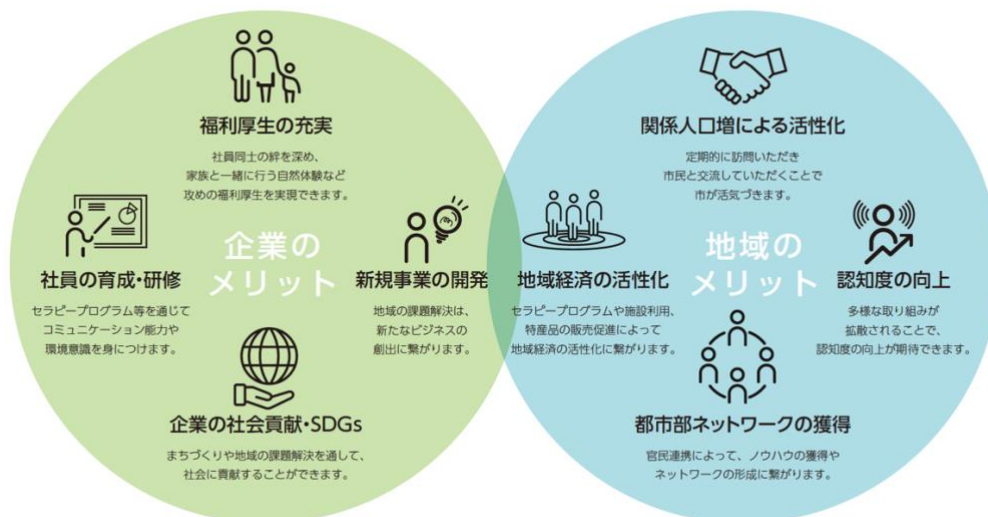 福利厚生の充実
社員同士の絆を深め、
家族と一緒に行う自然体験など
攻めの福利厚生を実現できます。
企業の
メリット
社員の育成・研修
セラピープログラム等を通じて
コミュニケーション能力や
環境意識を身につけます。
新規事業の開発
地域の課題解決は、
新たなビジネスの
創出に繋がります。
企業の社会貢献・SDGs
まちづくりや地域の課題解決を通して、
社会に貢献することができます。
関係人口増による活性化
定期的に訪問いただき
市民と交流していただくことで
市が活気づきます。
地域の
メリット
地域経済の活性化
セラピープログラムや施設利用、
特産品の販売促進によって
地域経済の活性化に繋がります。
認知度の向上
多様な取り組みが
拡散されることで、
認知度の向上が期待できます。
都市部ネットワークの獲得
官民連携によって、ノウハウの獲得や
ネットワークの形成に繋がります。